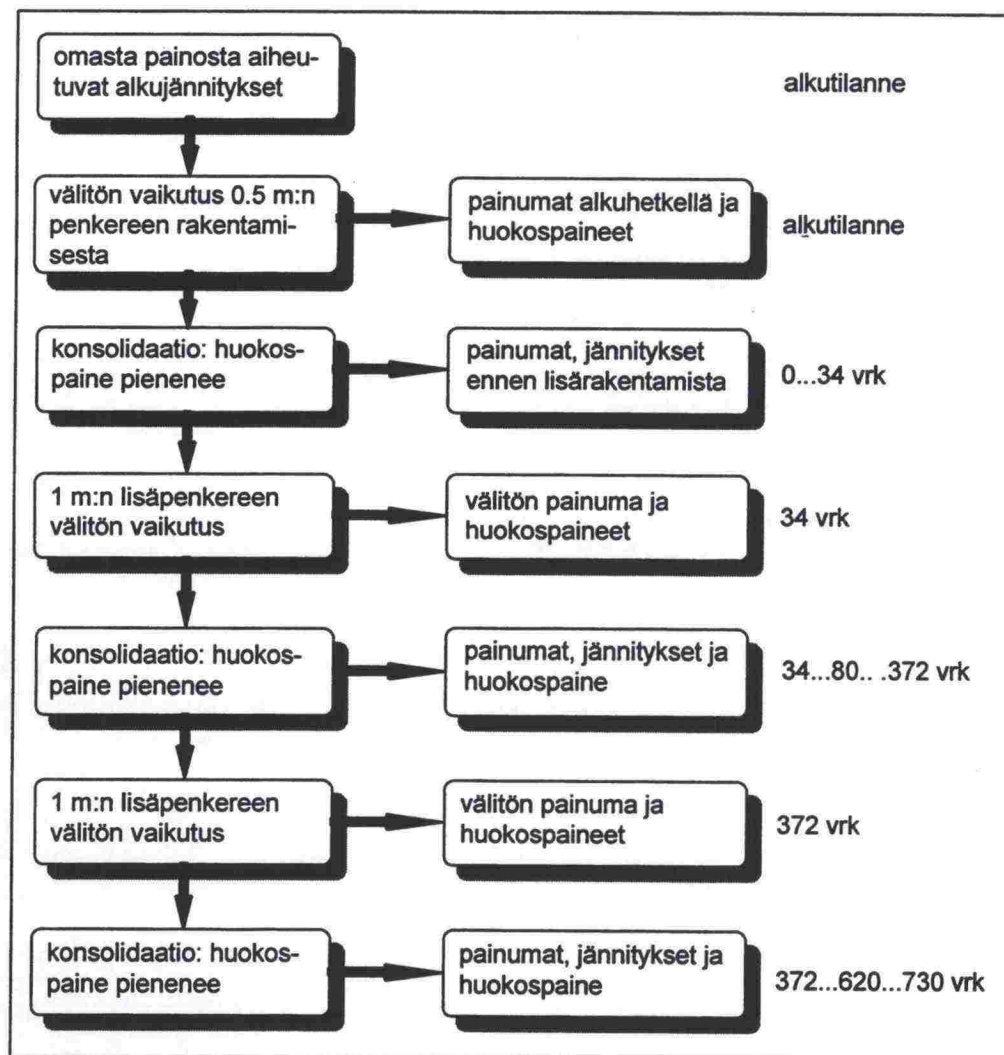 omasta painosta aiheu-
tuvat alkujännitykset
alkutilanne
välitön vaikutus 0.5 m:n
penkereen rakentami-
sesta
painumat alkuhetkellä ja
huokospaineet
alkutilanne
konsolidaatio: huokos-
paine pienenee
painumat, jännitykset
ennen lisärakentamista
0...34 vrk
1 m:n lisäpenkereen
välitön vaikutus
välitön painuma ja
huokospaineet
34 vrk
konsolidaatio: huokos-
paine pienenee
painumat, jännitykset ja
huokospaine
34...80.. .372 vrk
1 m:n lisäpenkereen
välitön vaikutus
välitön painuma ja
huokospaineet
372 vrk
konsolidaatio: huokos-
paine pienenee
painumat, jännitykset ja
huokospaine
372...620...730 vrk